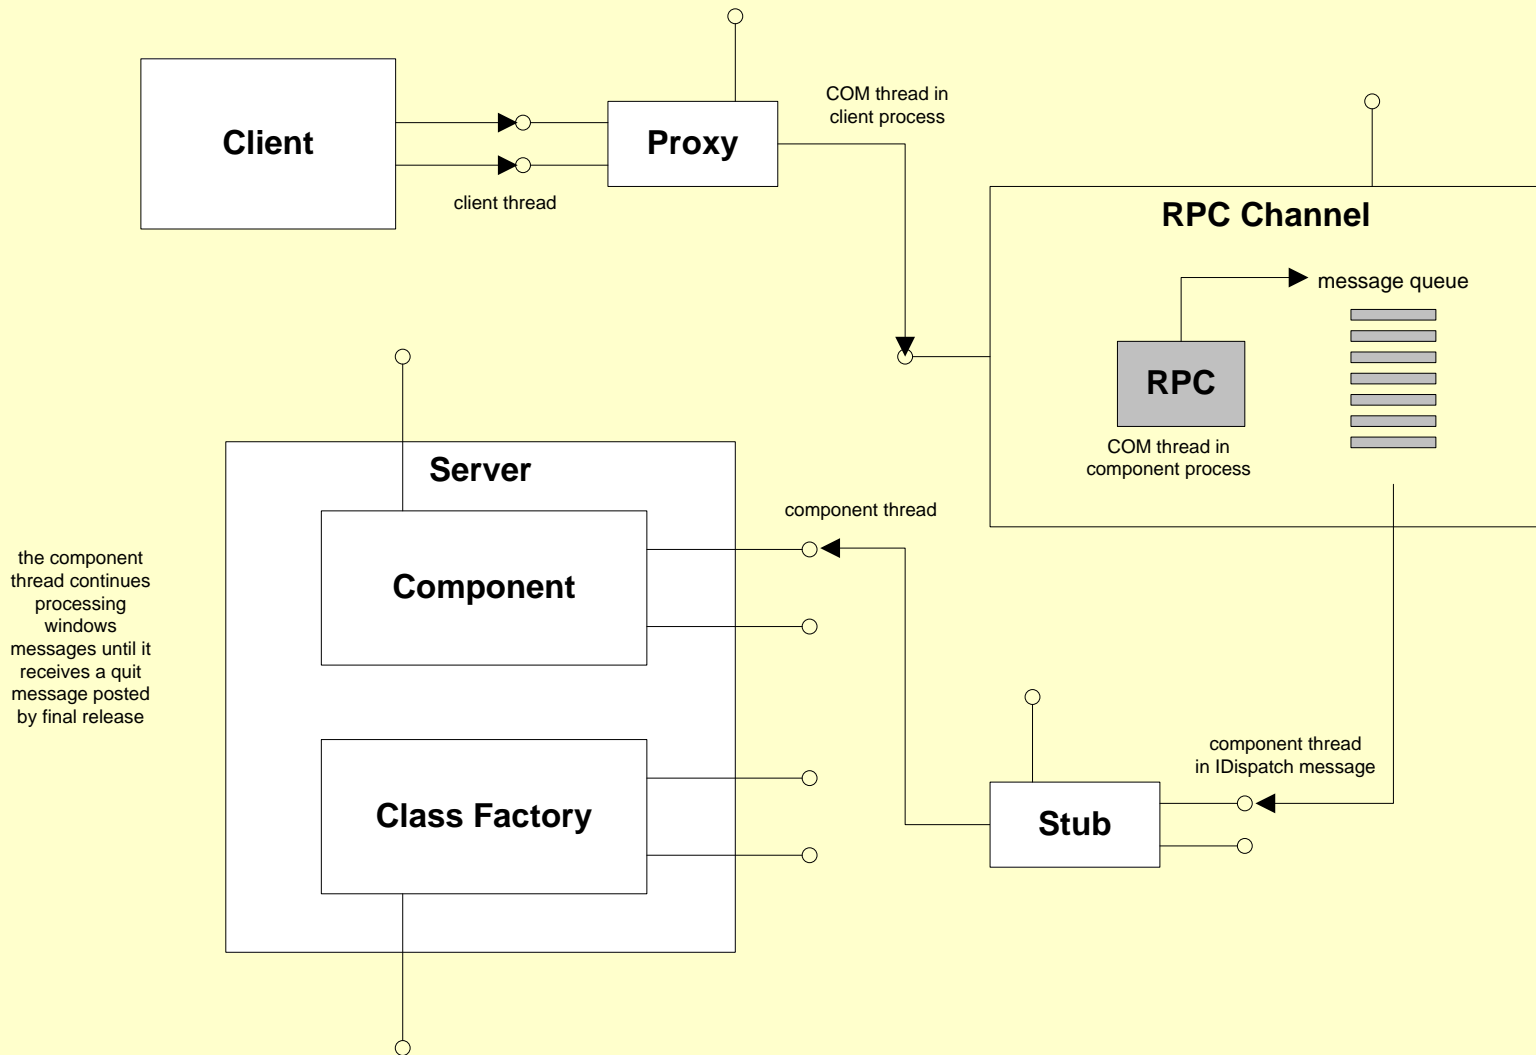 Client
client thread
Proxy
COM thread in
client process
RPC Channel
message queue
RPC
COM thread in
component process
Server
Component
Class Factory
component thread
the component
thread continues
processing
windows
messages until it
receives a quit
message posted
by final release
Stub
component thread
in IDispatch message